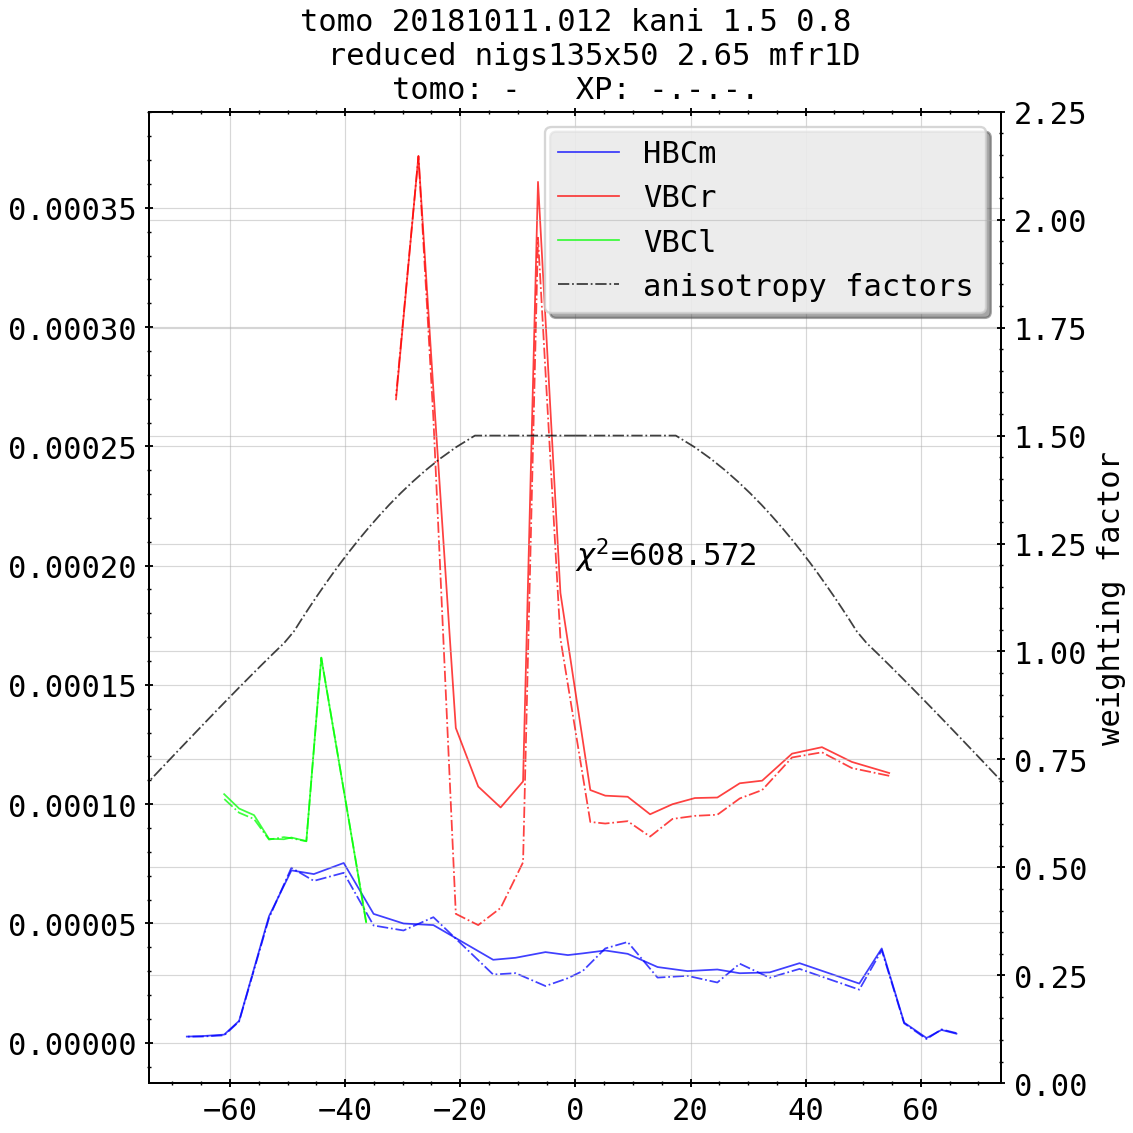 tomo 20181011.012 kani 1.5 0.8
reduced nigs135x50 2.65 mfr1D
tomo: -   XP: -.-.-.
HBCm
VBCr
VBCl
anisotropy factors
χ²=608.572
0.00035
0.00030
0.00025
0.00020
0.00015
0.00010
0.00005
0.00000
2.25
2.00
1.75
1.50
1.25
1.00
0.75
0.50
0.25
0.00
weighting factor
−60 −40 −20 0 20 40 60